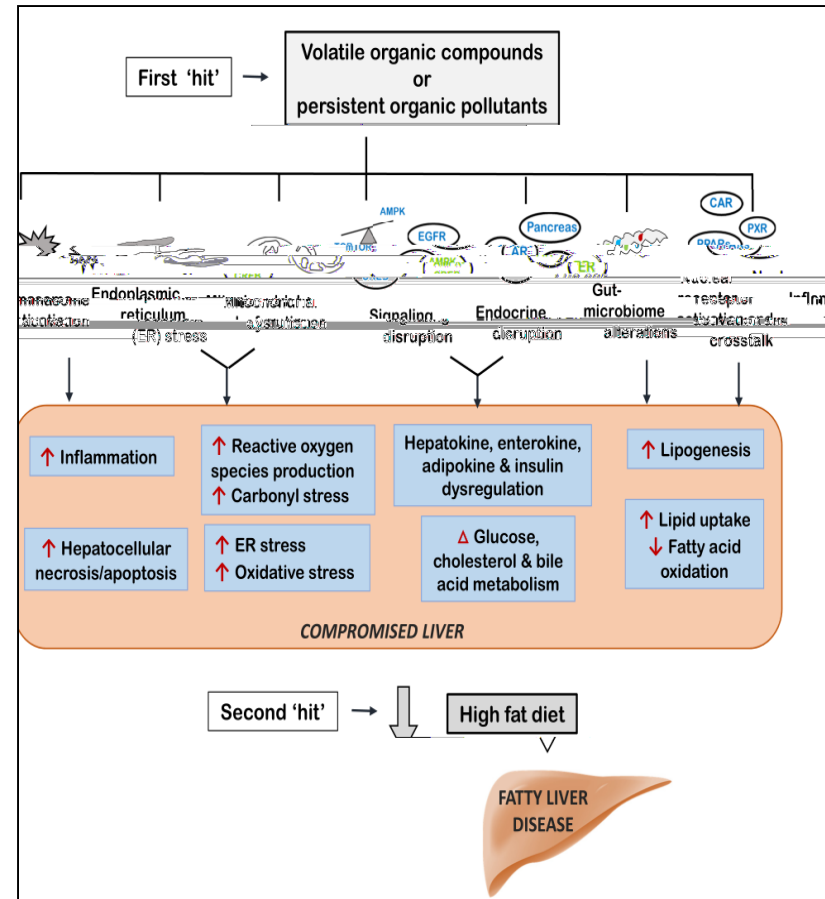 Volatile organic compounds
or
persistent organic pollutants
First ‘hit’
AMPK
EGFR
Pancreas
AR
ER
CAR
PXR
Endoplasmic
reticulum
(ER) stress
Signaling
disruption
Endocrine
disruption
Gut-
microbiome
alterations
crosstalk
↑ Inflammation
↑ Hepatocellular
necrosis/apoptosis
↑ Reactive oxygen
species production
↑ Carbonyl stress
↑ ER stress
↑ Oxidative stress
Hepatokine, enterokine,
adipokine & insulin
dysregulation
Δ Glucose,
cholesterol & bile
acid metabolism
↑ Lipogenesis
↑ Lipid uptake
↓ Fatty acid
oxidation
COMPROMISED LIVER
Second ‘hit’
High fat diet
FATTY LIVER
DISEASE